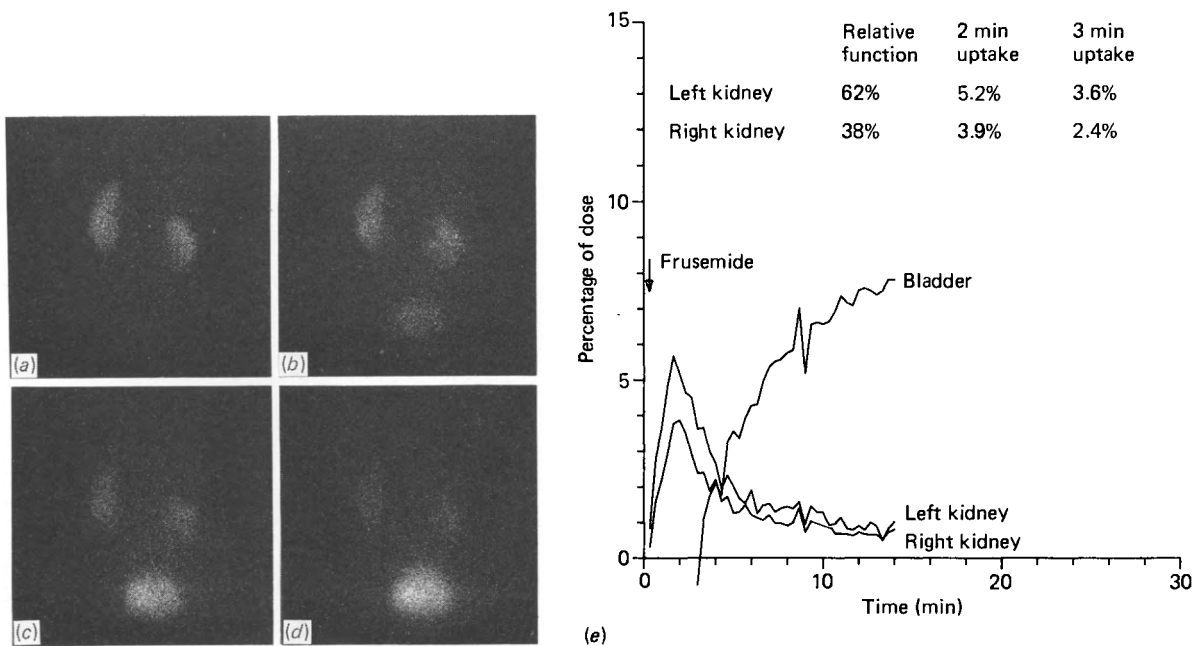 (a)
(b)
(c)
(d)
15
10
5
0
Percentage of dose
Relative function
2 min uptake
3 min uptake
Left kidney 62% 5.2% 3.6%
Right kidney 38% 3.9% 2.4%
Frusemide
Bladder
Left kidney
Right kidney
0 10 20 30
Time (min)
(e)